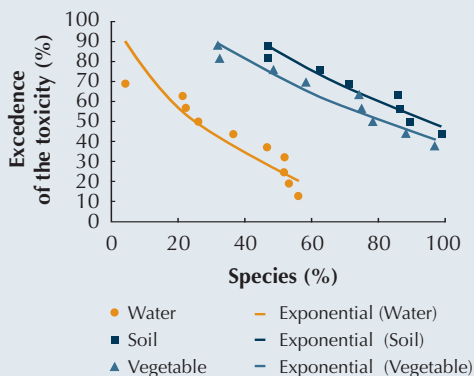 Excedence
of the toxicity (%)
100
90
80
70
60
50
40
30
20
10
0
0 20 40 60 80 100
Species (%)
Water Exponential (Water)
Soil Exponential (Soil)
Vegetable Exponential (Vegetable)